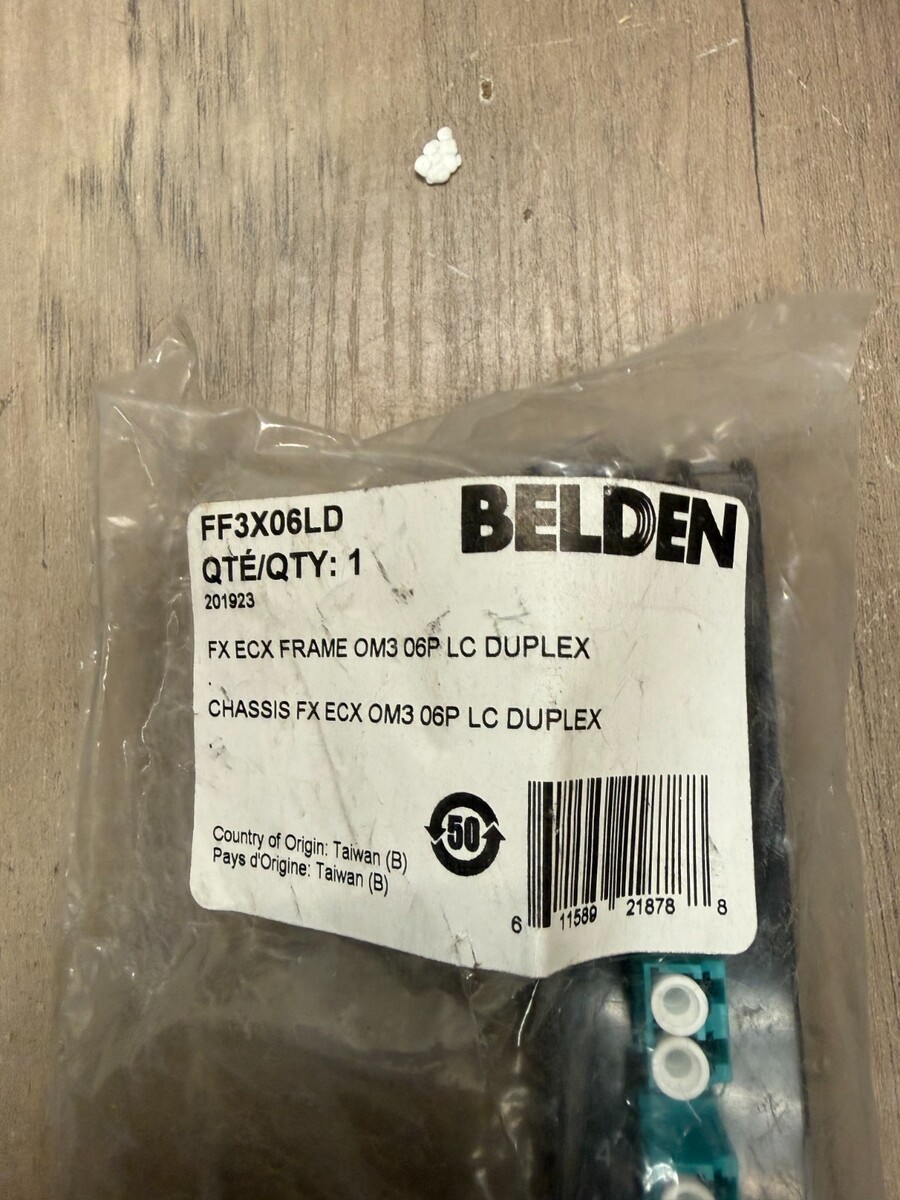 FF3X06LD
BELDEN
QTÉ/QTY: 1
201923
FX ECX FRAME OM3 06P LC DUPLEX
CHASSIS FX ECX OM3 06P LC DUPLEX
Country of Origin: Taiwan (B)
Pays d'Origine: Taiwan (B)
50
6 11589 21878 8